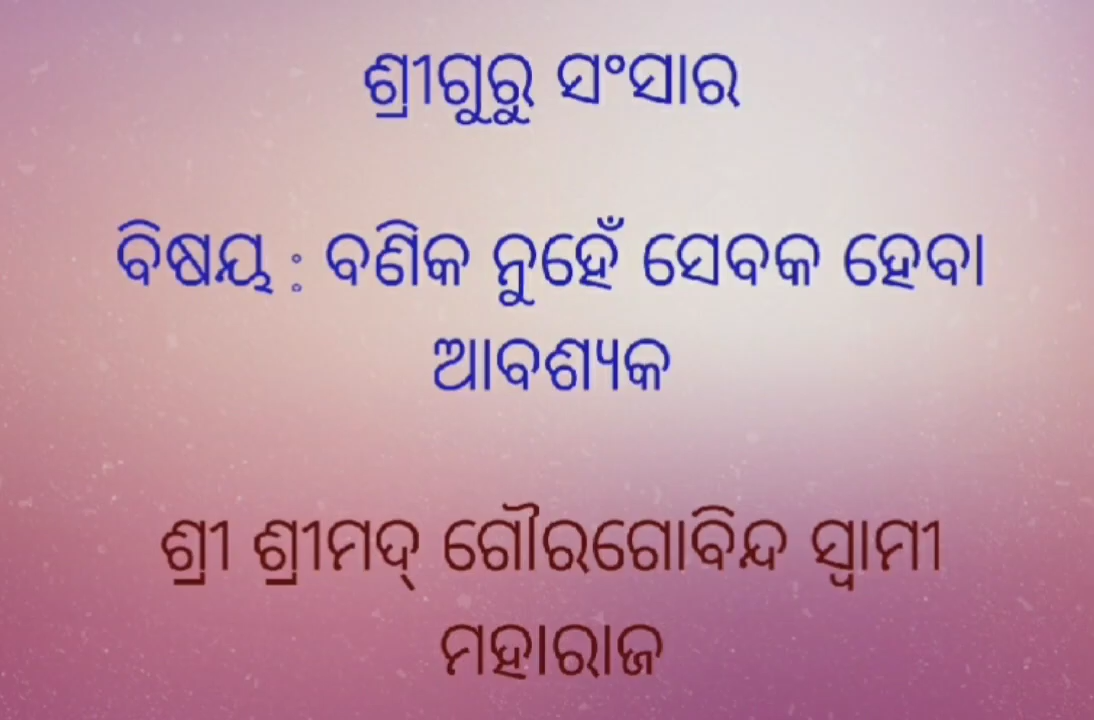 ଶ୍ରୀଗୁରୁ ସଂସାର
ବିଷୟ : ବଣିକ ନୁହେଁ ସେବକ ହେବା
ଆବଶ୍ୟକ
ଶ୍ରୀ ଶ୍ରୀମଦ୍ ଗୌରଗୋବିନ୍ଦ ସ୍ୱାମୀ
ମହାରାଜ